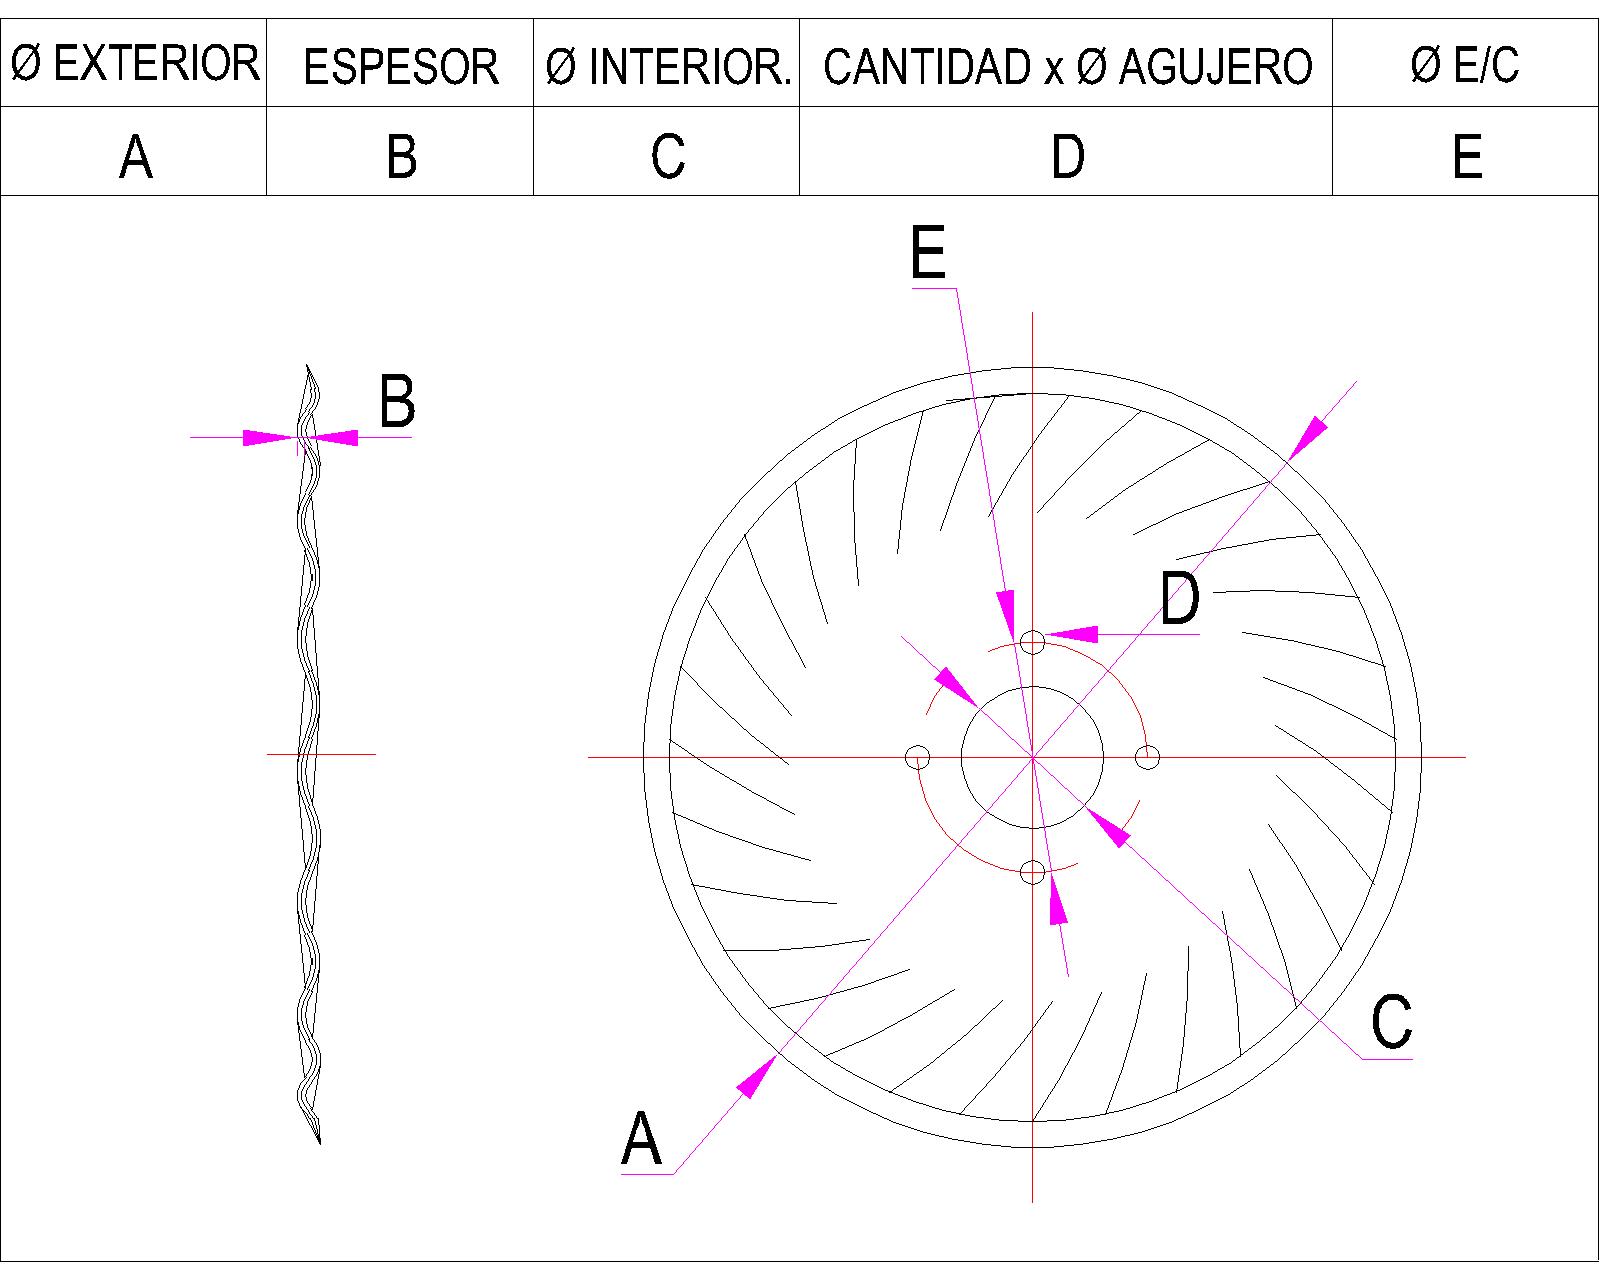 Ø EXTERIOR ESPESOR Ø INTERIOR. CANTIDAD x Ø AGUJERO Ø E/C
A B C D E
E
B
D
C
A